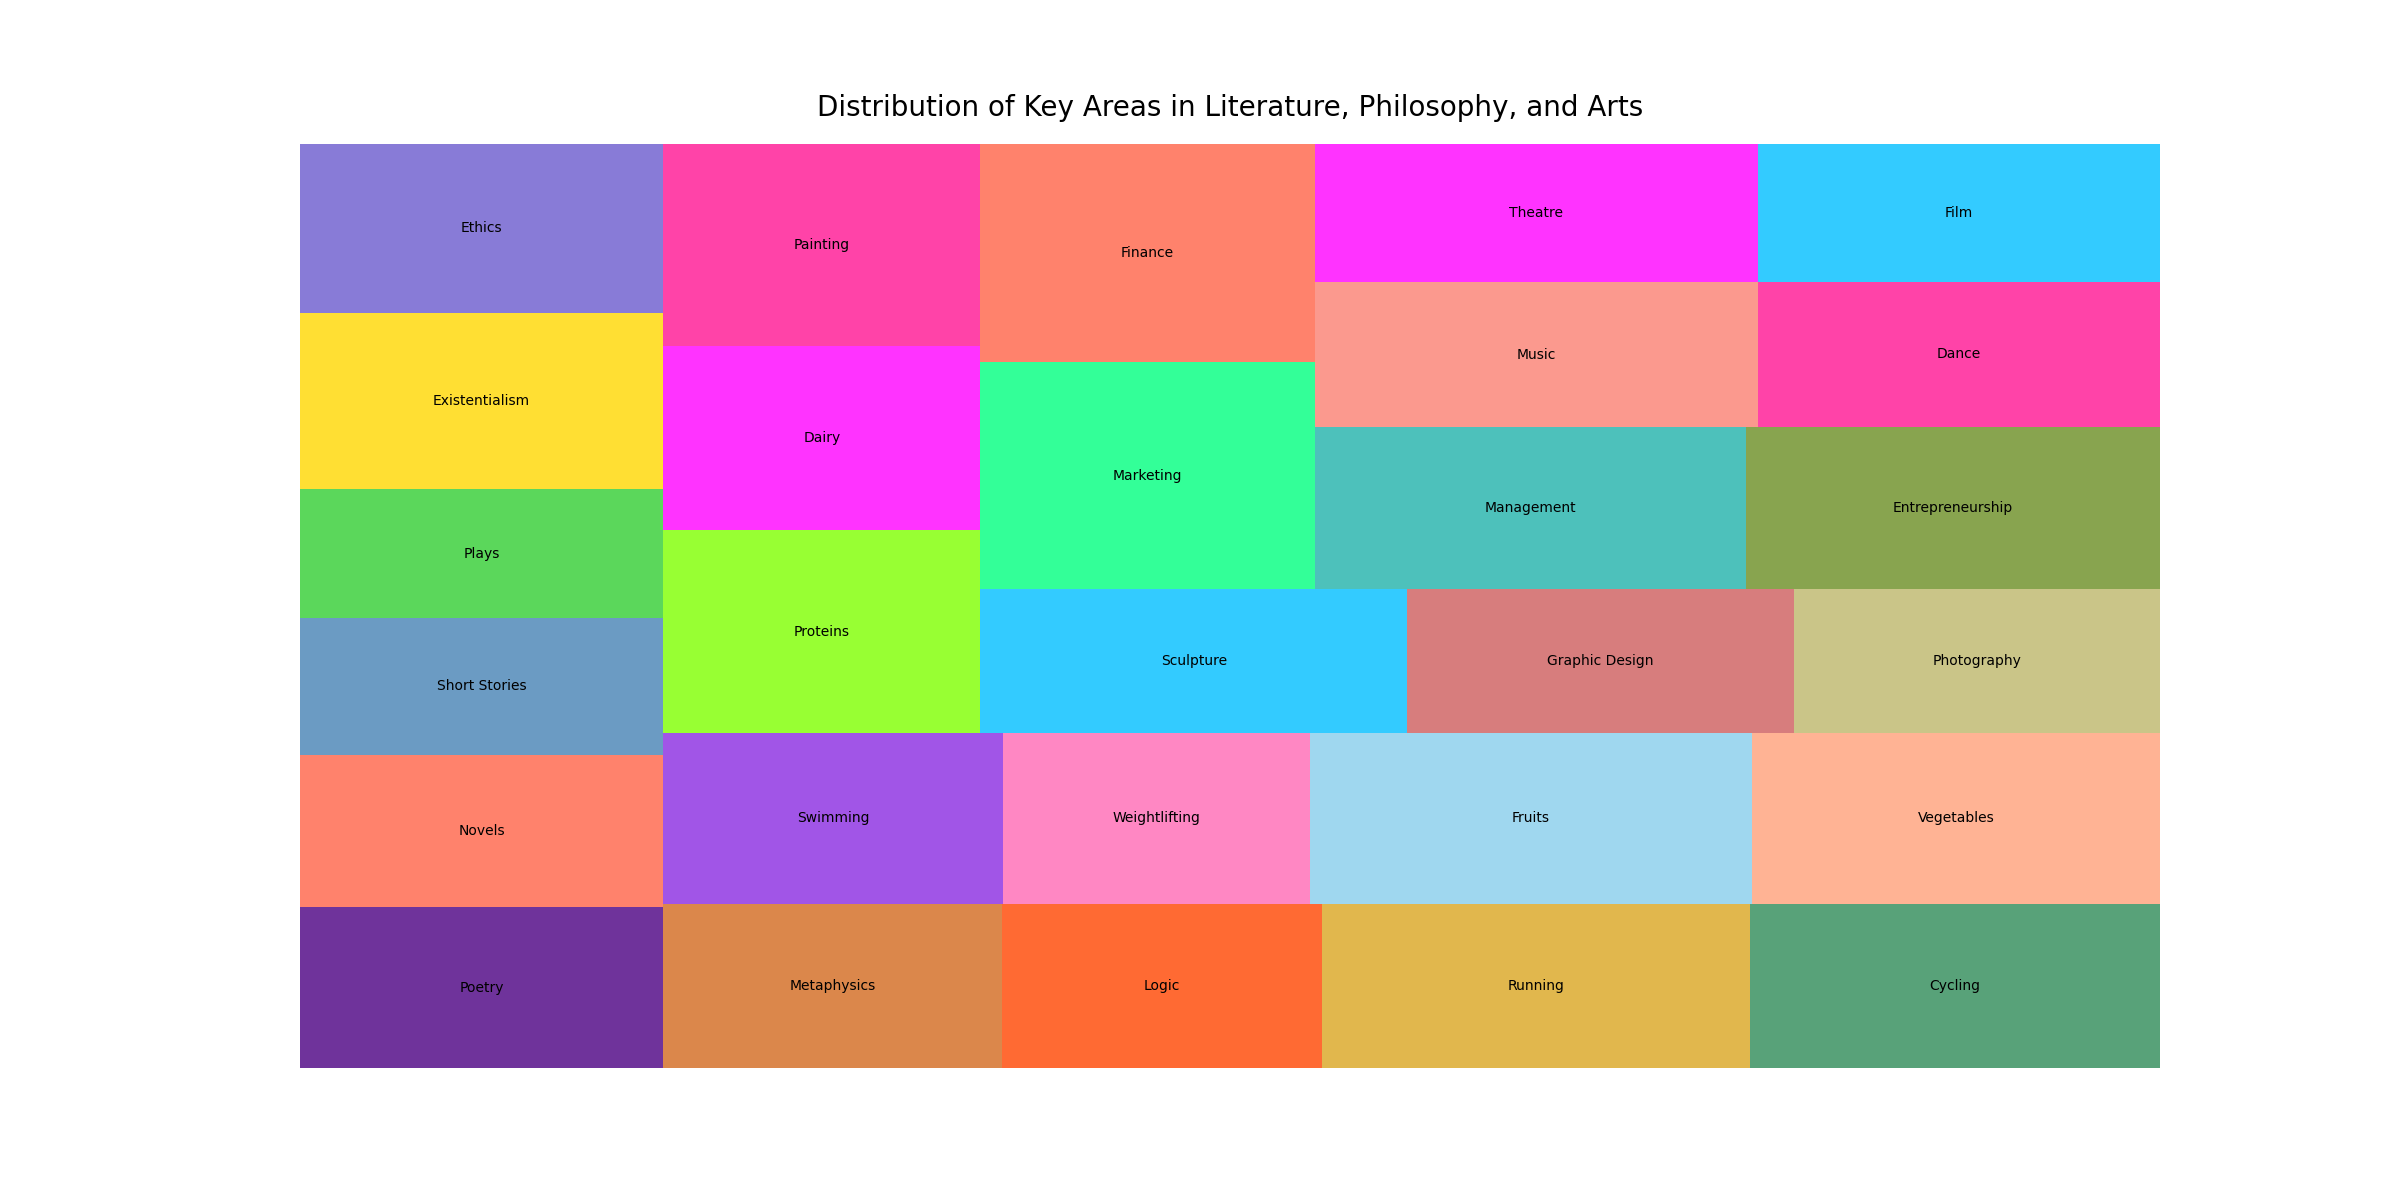 Distribution of Key Areas in Literature, Philosophy, and Arts
Ethics
Painting
Finance
Theatre
Film
Existentialism
Dairy
Marketing
Music
Dance
Management
Entrepreneurship
Plays
Proteins
Sculpture
Graphic Design
Photography
Short Stories
Novels
Swimming
Weightlifting
Fruits
Vegetables
Poetry
Metaphysics
Logic
Running
Cycling